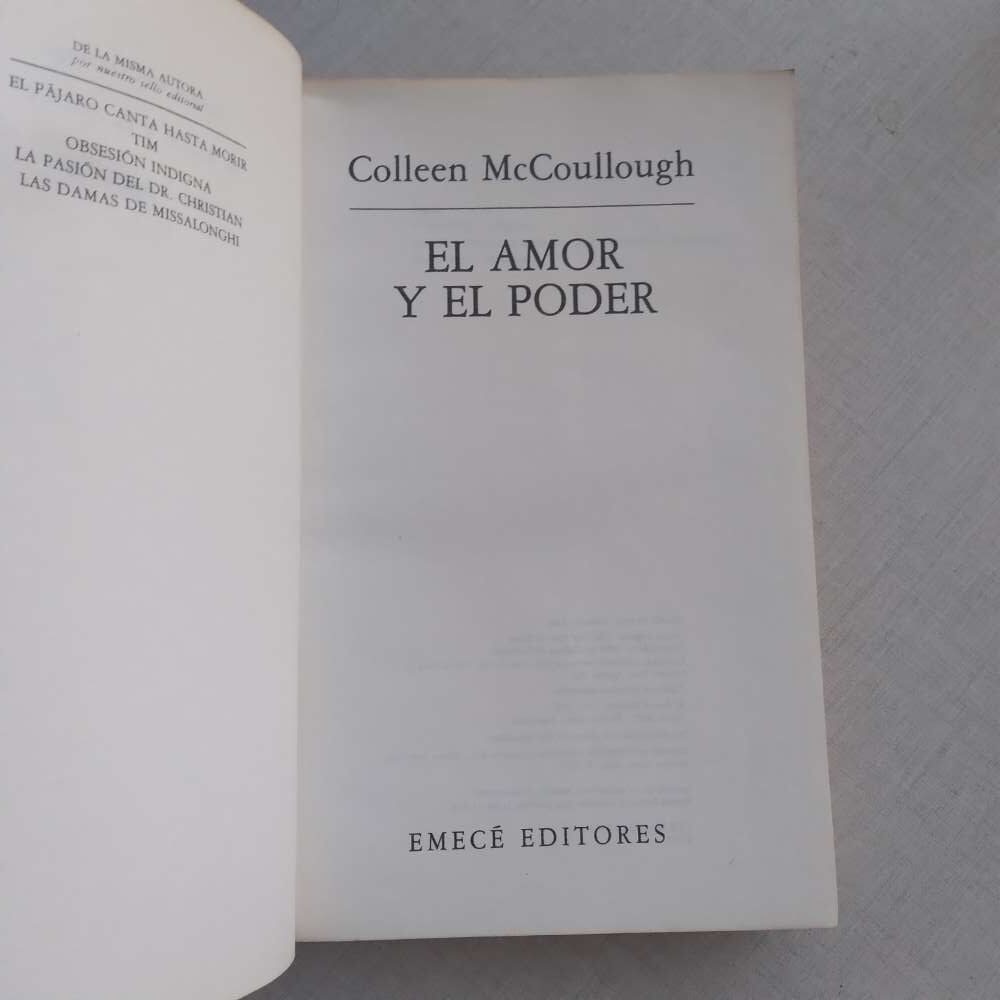 DE LA MISMA AUTORA
por nuestro sello editorial
EL PÁJARO CANTA HASTA MORIR
TIM
OBSESIÓN INDIGNA
LA PASIÓN DEL DR. CHRISTIAN
LAS DAMAS DE MISSALONGHI
Colleen McCoullough
EL AMOR
Y EL PODER
EMECÉ EDITORES